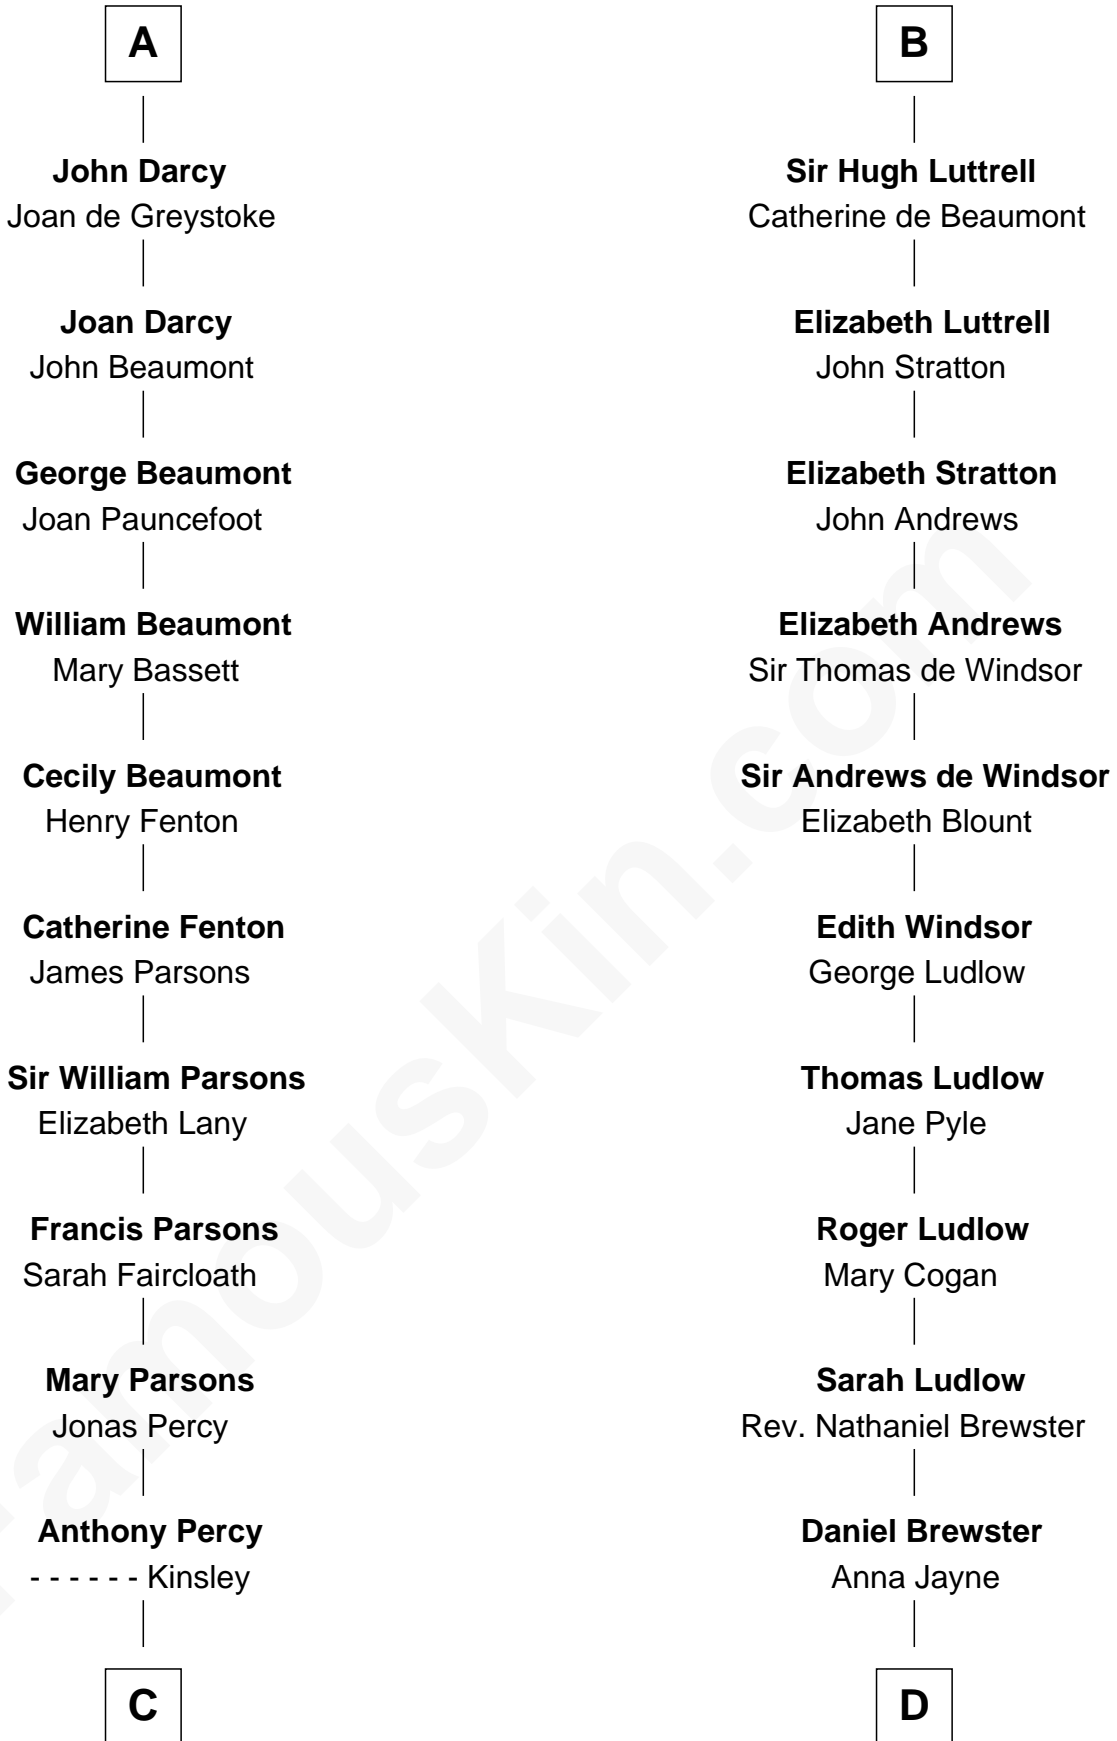 A
John Darcy
Joan de Greystoke
Joan Darcy
John Beaumont
George Beaumont
Joan Pauncefoot
William Beaumont
Mary Bassett
Cecily Beaumont
Henry Fenton
Catherine Fenton
James Parsons
Sir William Parsons
Elizabeth Lany
Francis Parsons
Sarah Faircloath
Mary Parsons
Jonas Percy
Anthony Percy
- - - - - - Kinsley
C
B
Sir Hugh Luttrell
Catherine de Beaumont
Elizabeth Luttrell
John Stratton
Elizabeth Stratton
John Andrews
Elizabeth Andrews
Sir Thomas de Windsor
Sir Andrews de Windsor
Elizabeth Blount
Edith Windsor
George Ludlow
Thomas Ludlow
Jane Pyle
Roger Ludlow
Mary Cogan
Sarah Ludlow
Rev. Nathaniel Brewster
Daniel Brewster
Anna Jayne
D
FamousKin.com